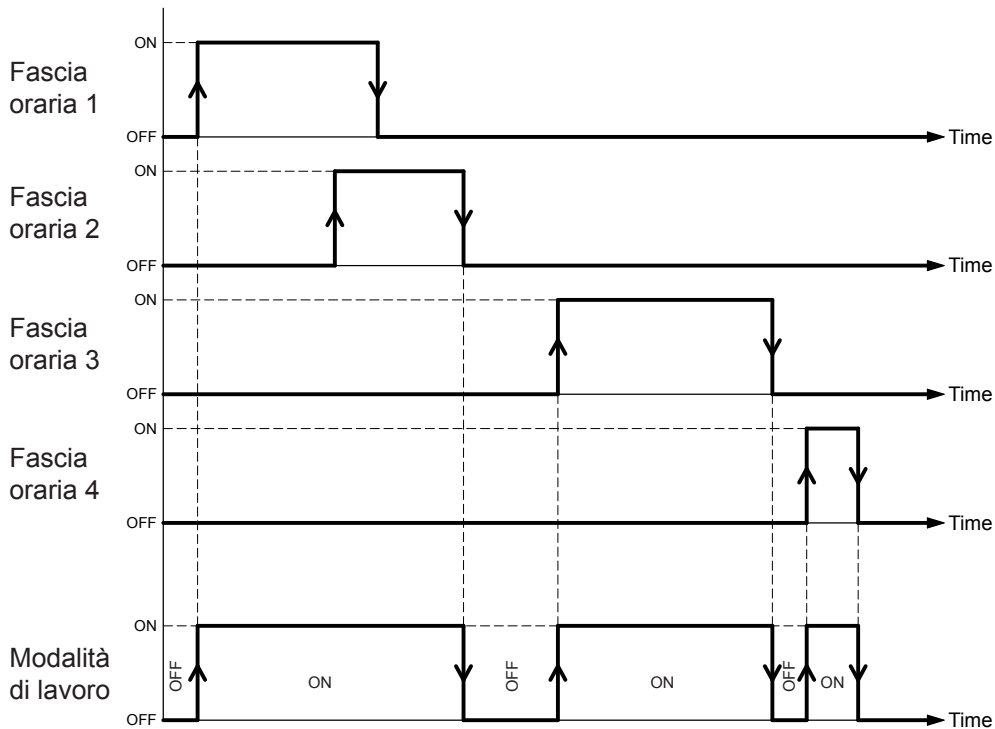 ON
Fascia
oraria 1
OFF
Time
ON
Fascia
oraria 2
OFF
Time
ON
Fascia
oraria 3
OFF
Time
ON
Fascia
oraria 4
OFF
Time
ON
Modalità
di lavoro
OFF
ON
OFF
ON
OFF
ON
OFF
Time